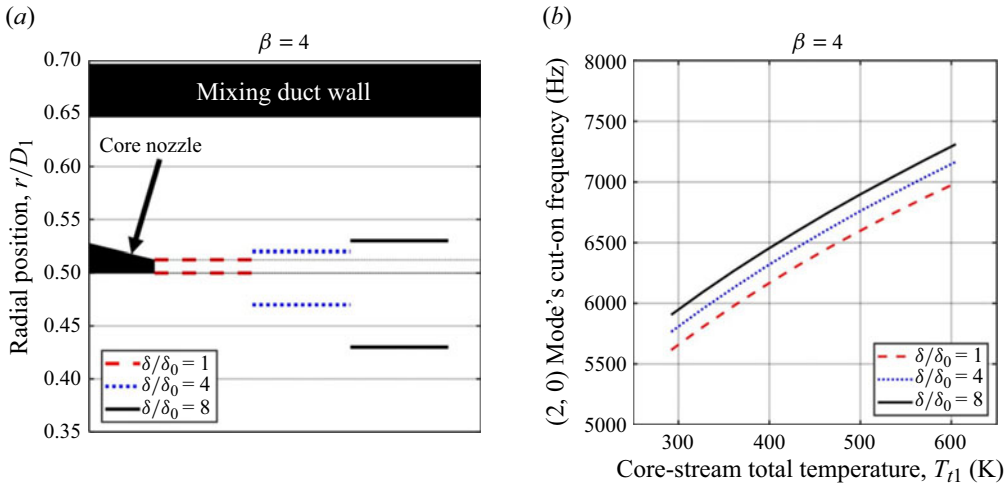 (a)
β = 4
0.70
0.65
0.60
0.55
0.50
0.45
0.40
0.35
Radial position, r/D₁
Mixing duct wall
Core nozzle
δ/δ₀ = 1
δ/δ₀ = 4
δ/δ₀ = 8
(b)
β = 4
8000
7500
7000
6500
6000
5500
5000
(2, 0) Mode's cut-on frequency (Hz)
δ/δ₀ = 1
δ/δ₀ = 4
δ/δ₀ = 8
300 400 500 600
Core-stream total temperature, Tₜ₁ (K)